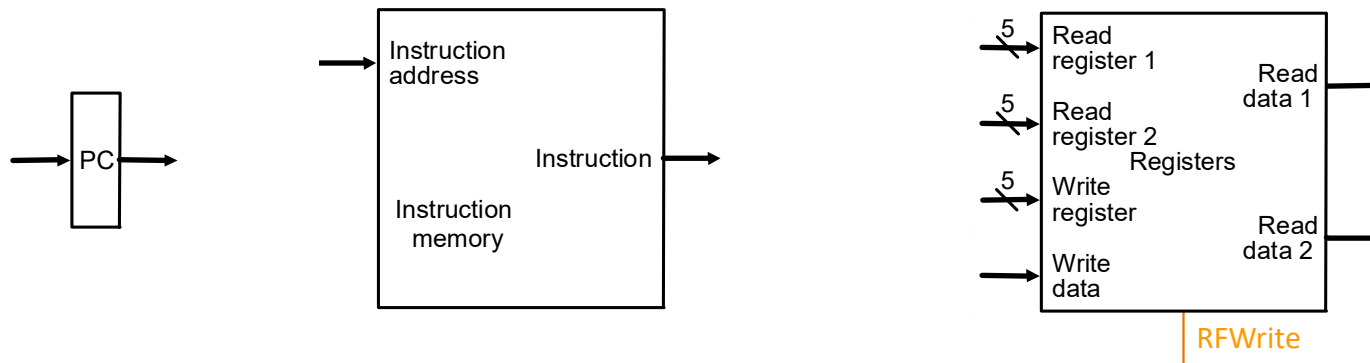 PC
Instruction
address
Instruction
Instruction
memory
5
Read
register 1
5
Read
register 2
5
Write
register
Write
data
Registers
Read
data 1
Read
data 2
RFWrite